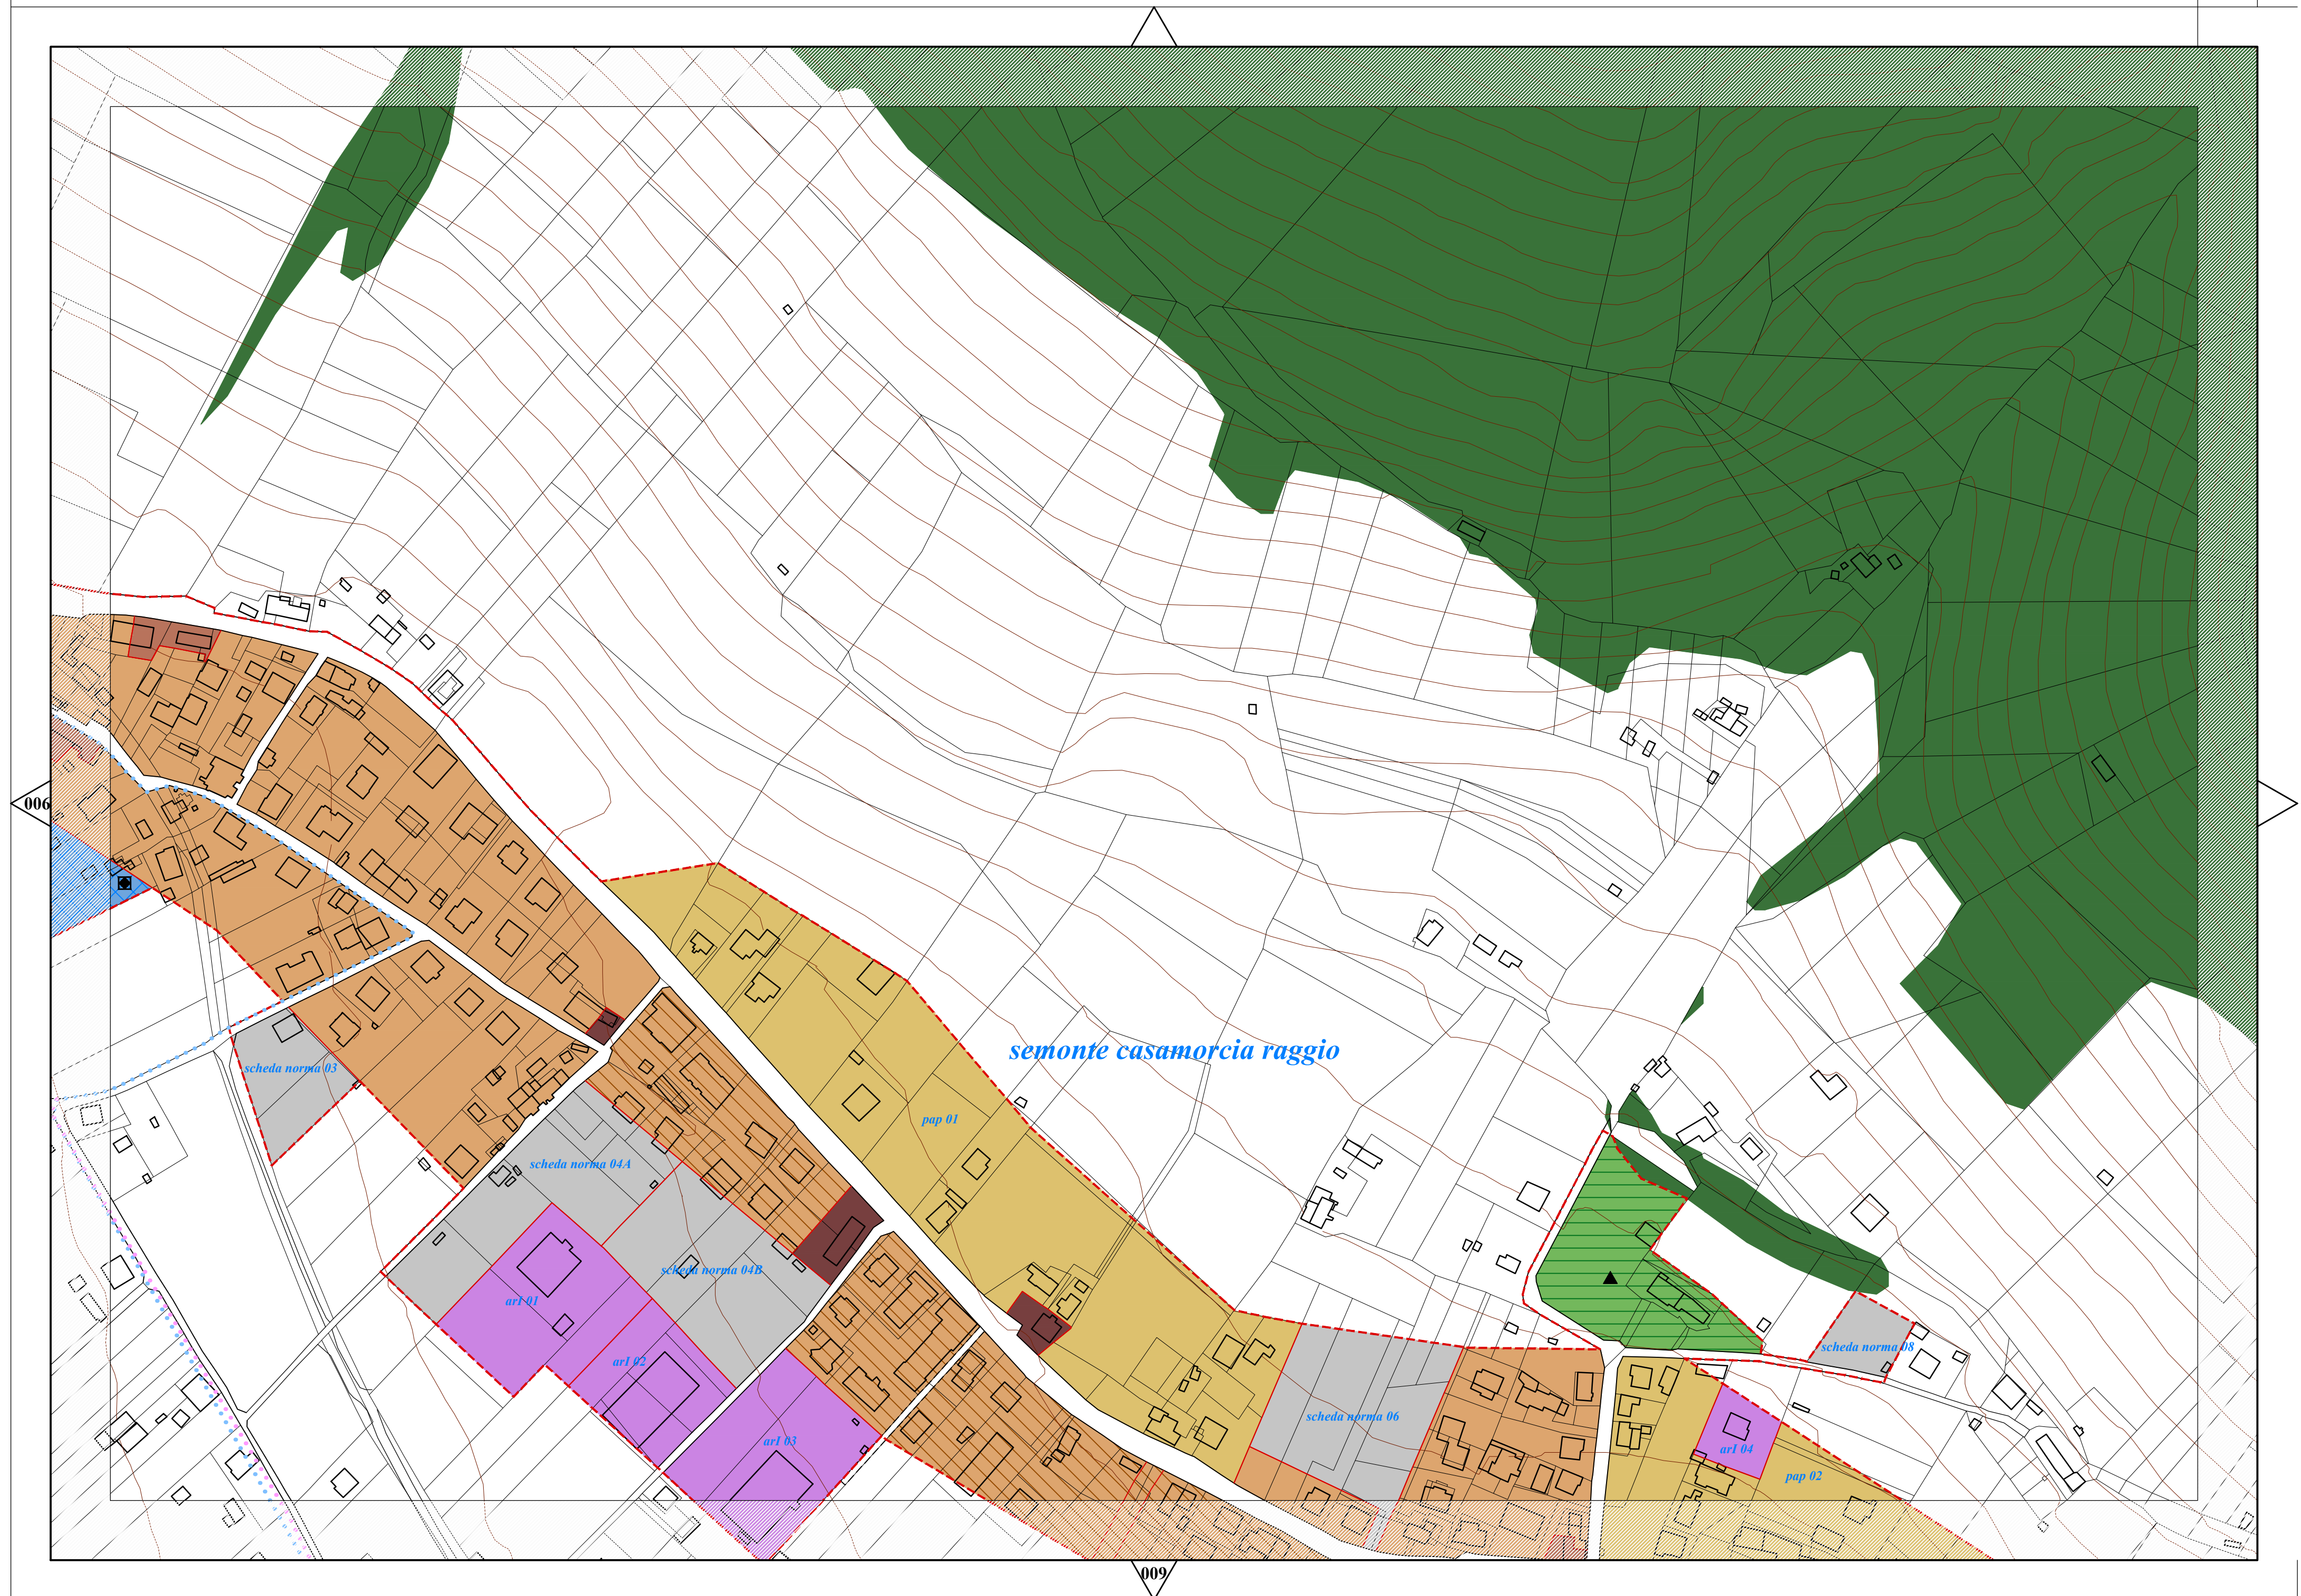 006
semonte casamorcia raggio
scheda norma 03
pap 01
scheda norma 04A
scheda norma 04B
arI 01
arI 02
scheda norma 08
scheda norma 06
arI 03
arI 04
pap 02
009